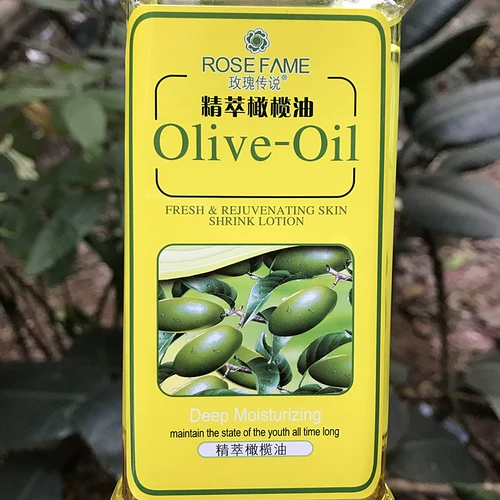 ROSE FAME
玫瑰传说®
精萃橄榄油
Olive-Oil
FRESH & REJUVENATING SKIN
SHRINK LOTION
Deep Moisturizing
maintain the state of the youth all time long
精萃橄榄油